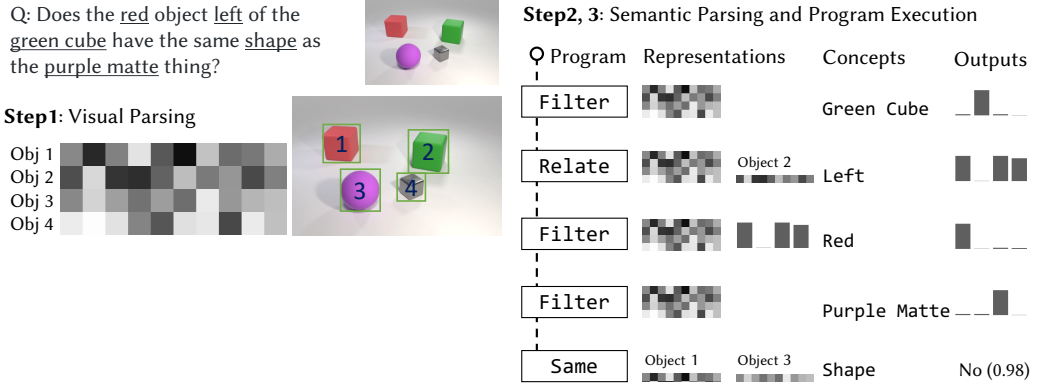 Q: Does the red object left of the
green cube have the same shape as
the purple matte thing?
Step1: Visual Parsing
Obj 1
Obj 2
Obj 3
Obj 4
1
2
3
4
Step2, 3: Semantic Parsing and Program Execution
Program Representations Concepts Outputs
Filter Green Cube
Relate Object 2 Left
Filter Red
Filter Purple Matte
Same Object 1 Object 3 Shape No (0.98)